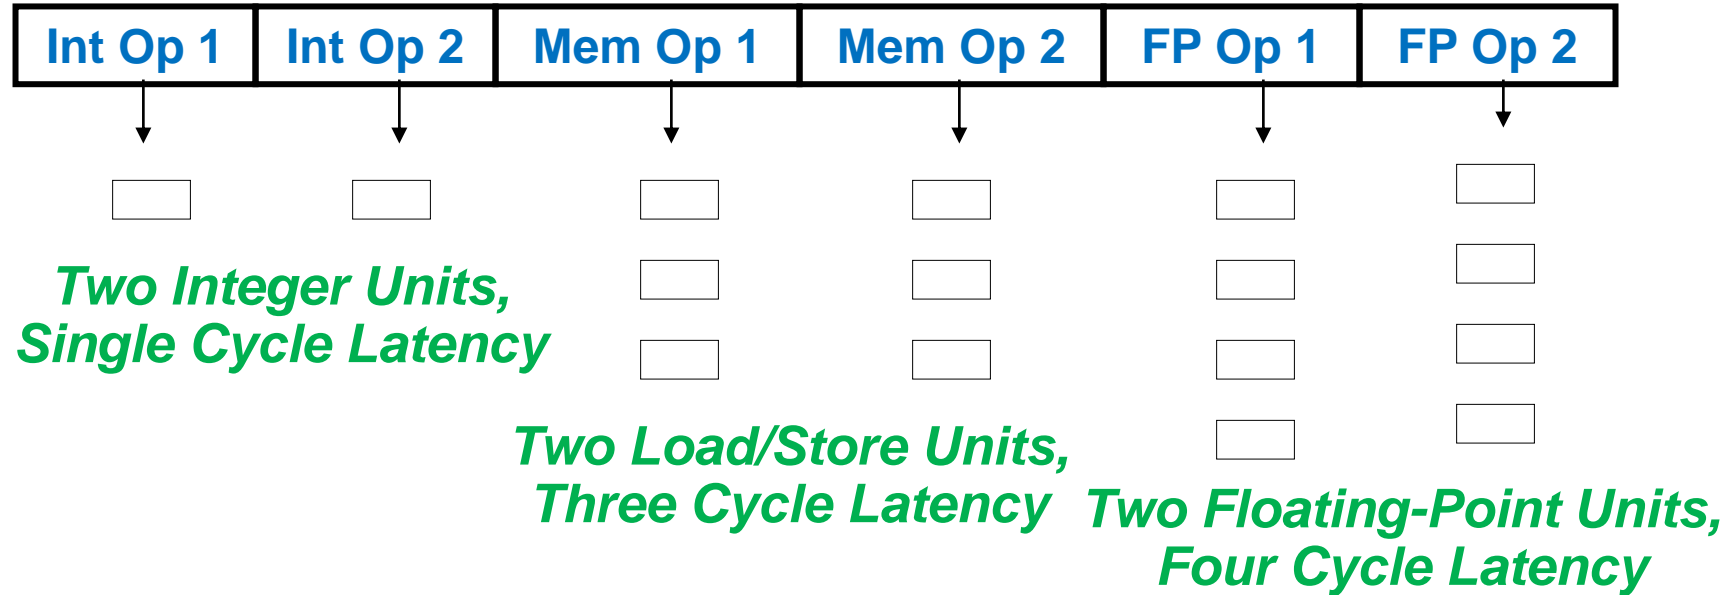 Int Op 1 Int Op 2 Mem Op 1 Mem Op 2 FP Op 1 FP Op 2
Two Integer Units,
Single Cycle Latency
Two Load/Store Units,
Three Cycle Latency
Two Floating-Point Units,
Four Cycle Latency